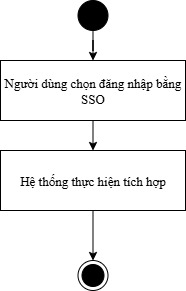 Người dùng chọn đăng nhập bằng
SSO
Hệ thống thực hiện tích hợp